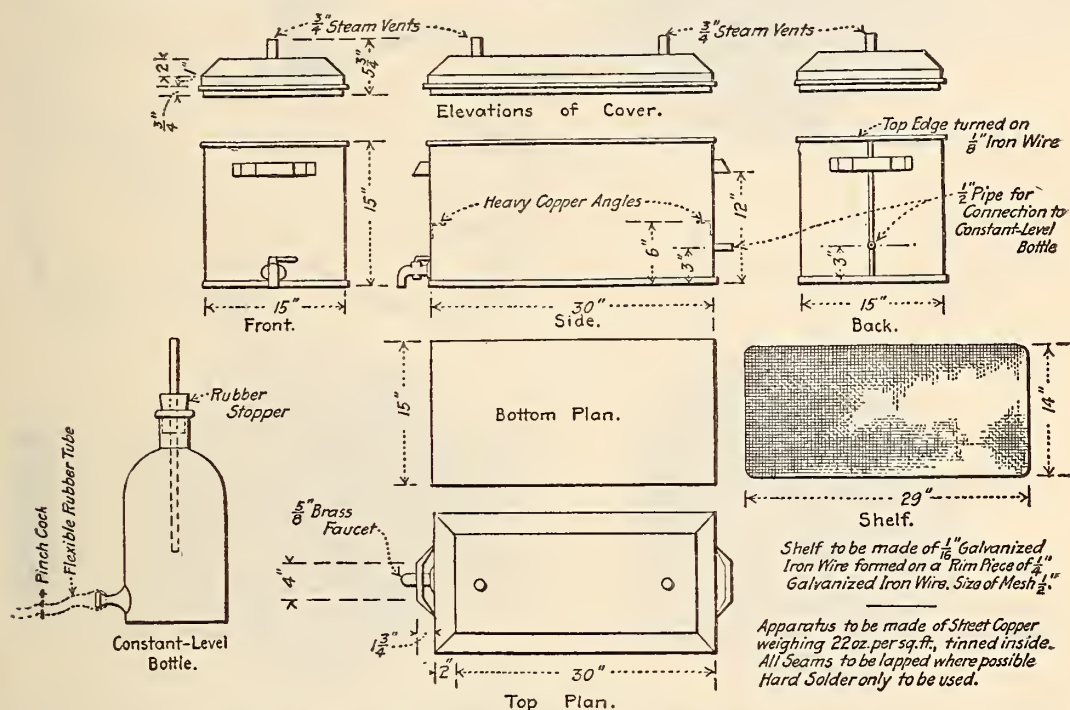 3/4" Steam Vents
3/4" Steam Vents
5 3/4"
3/4"
Elevations of Cover.
Top Edge turned on
1/8" Iron Wire
15"
Heavy Copper Angles
6"
3"
12"
1/2" Pipe for
Connection to
Constant-Level
Bottle
3"
15"
Front.
30"
Side.
15"
Back.
Rubber
Stopper
15"
Bottom Plan.
14"
29"
Shelf.
Pinch Cock
Flexible Rubber Tube
5/8" Brass
Faucet
4"
1 3/4"
2"
30"
Top Plan.
Constant-Level
Bottle.
Shelf to be made of 1/16" Galvanized
Iron Wire formed on a Rim Piece of 1/4"
Galvanized Iron Wire. Size of Mesh 1/2".
Apparatus to be made of Sheet Copper
weighing 22 oz. per sq. ft., tinned inside.
All Seams to be lapped where possible
Hard Solder only to be used.